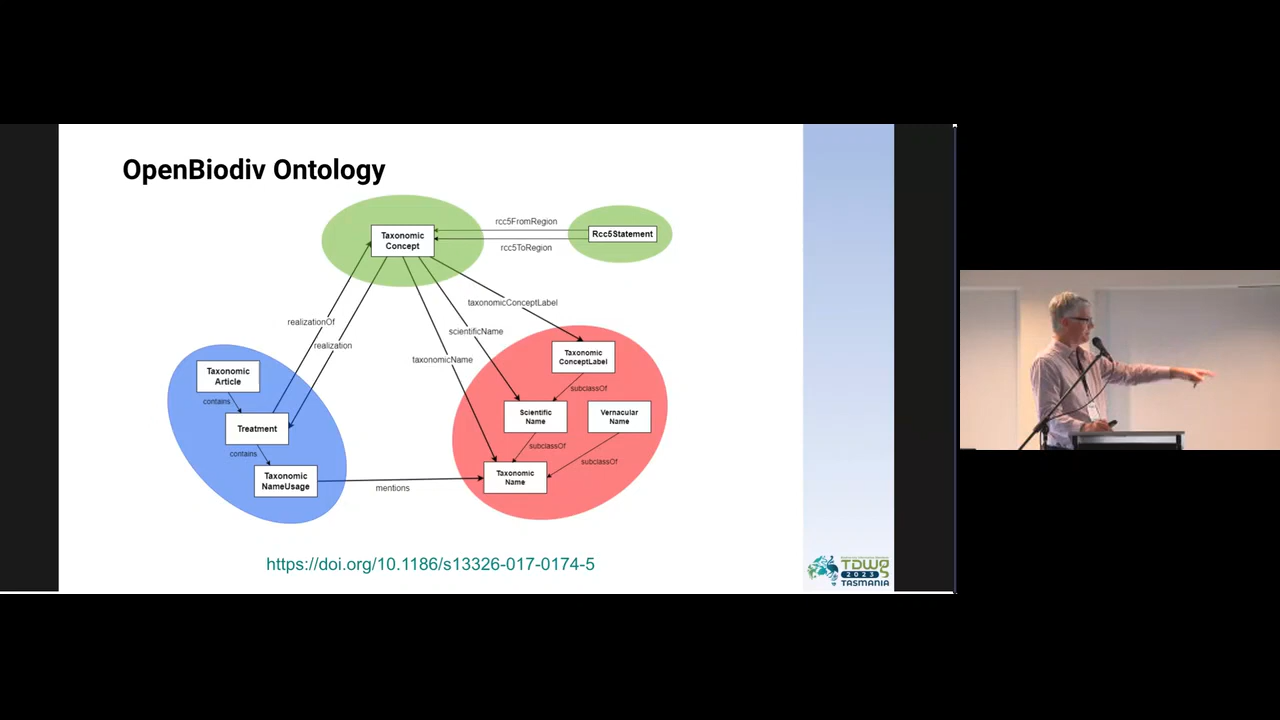 OpenBiodiv Ontology
Taxonomic
Concept
rcc5FromRegion
rcc5ToRegion
Rcc5Statement
taxonomicConceptLabel
scientificName
taxonomicName
realizationOf
realization
Taxonomic
Article
contains
Treatment
contains
Taxonomic
NameUsage
mentions
Taxonomic
ConceptLabel
subclassOf
Scientific
Name
Vernacular
Name
subclassOf
subclassOf
Taxonomic
Name
https://doi.org/10.1186/s13326-017-0174-5
TDWG
2023
TASMANIA